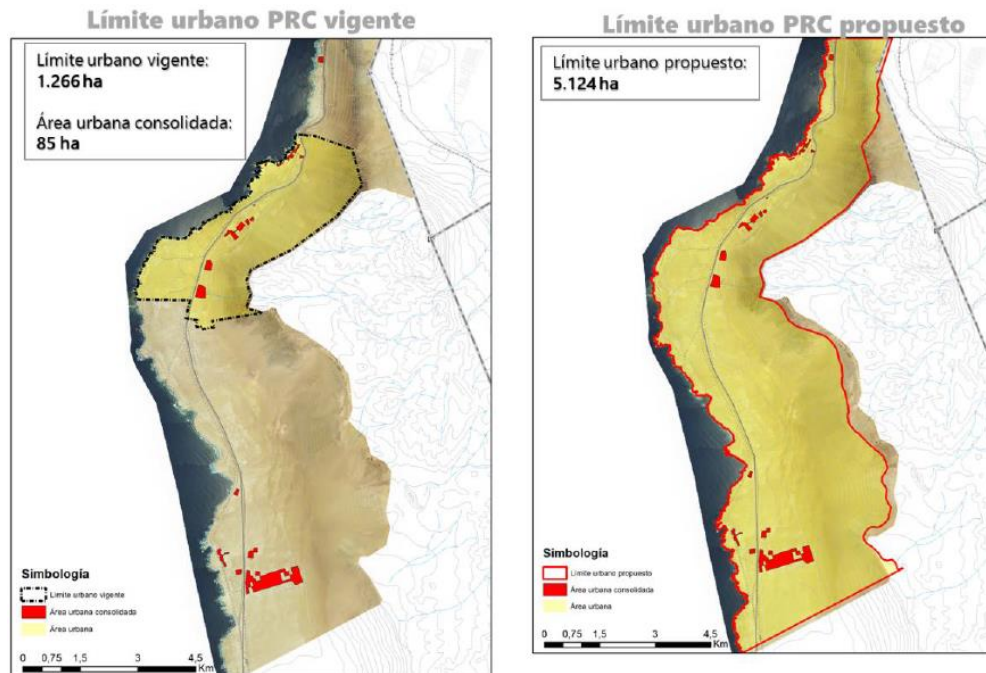 Límite urbano PRC vigente
Límite urbano vigente:
1.266 ha
Área urbana consolidada:
85 ha
Simbología
Límite urbano vigente
Área urbana consolidada
Área urbana
0 0,75 1,5 3 4,5
Km
Límite urbano PRC propuesto
Límite urbano propuesto:
5.124 ha
Simbología
Límite urbano propuesto
Área urbana consolidada
Área urbana
0 0,75 1,5 3 4,5
Km